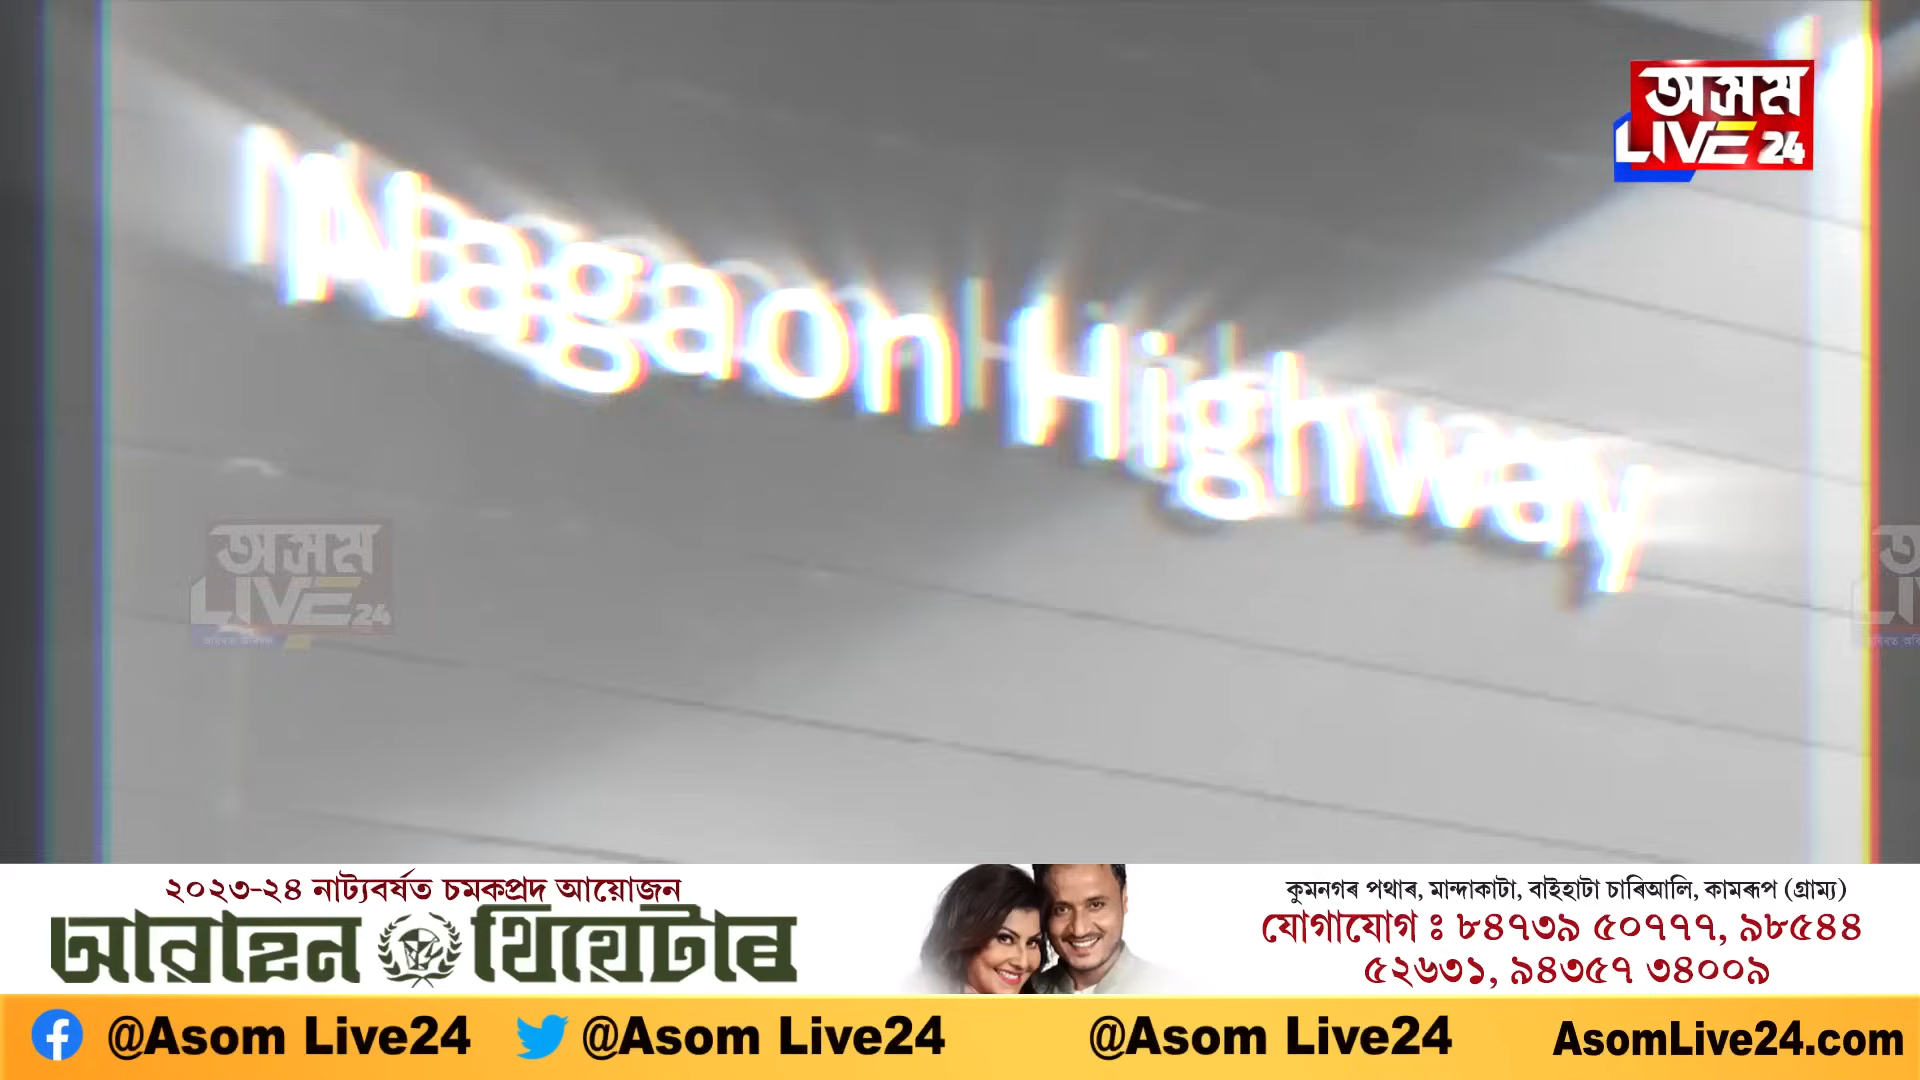 অসম
LIVE 24
Nagaon Highway
অসম
LIVE 24
২০২৩-২৪ নাট্যবৰ্ষত চমকপ্ৰদ আয়োজন
আৱাহন থিয়েটাৰ
কুমনগৰ পথাৰ, মান্দাকাটা, বাইহাটা চাৰিআলি, কামৰূপ (গ্ৰাম্য)
যোগাযোগ ঃ ৮৪৭৩৯ ৫০৭৭৭, ৯৮৫৪৪
৫২৬৩১, ৯৪৩৫৭ ৩৪০০৯
@Asom Live24 @Asom Live24 @Asom Live24 AsomLive24.com